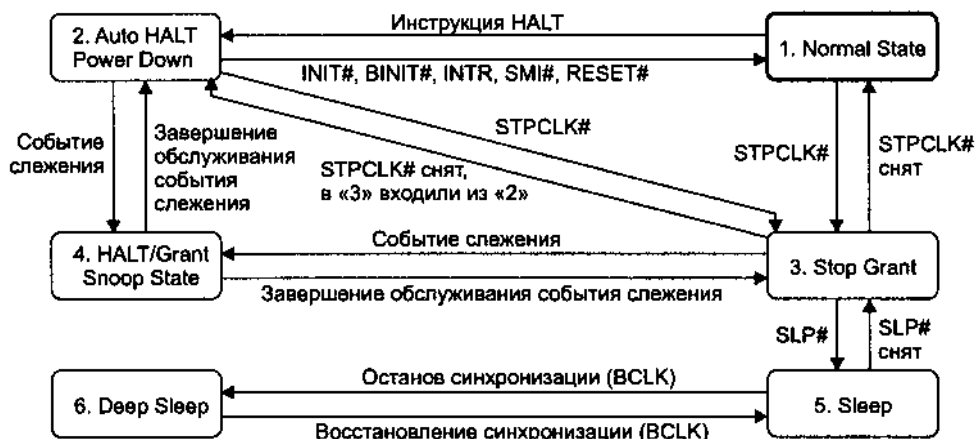 Инструкция HALT
2. Auto HALT
Power Down
1. Normal State
INIT#, BINIT#, INTR, SMI#, RESET#
STPCLK#
Событие
слежения
Завершение
обслуживания
события
слежения
STPCLK# снят,
в «3» входили из «2»
STPCLK#
STPCLK#
снят
4. HALT/Grant
Snoop State
Событие слежения
3. Stop Grant
Завершение обслуживания события слежения
SLP#
SLP#
снят
6. Deep Sleep
Останов синхронизации (BCLK)
5. Sleep
Восстановление синхронизации (BCLK)